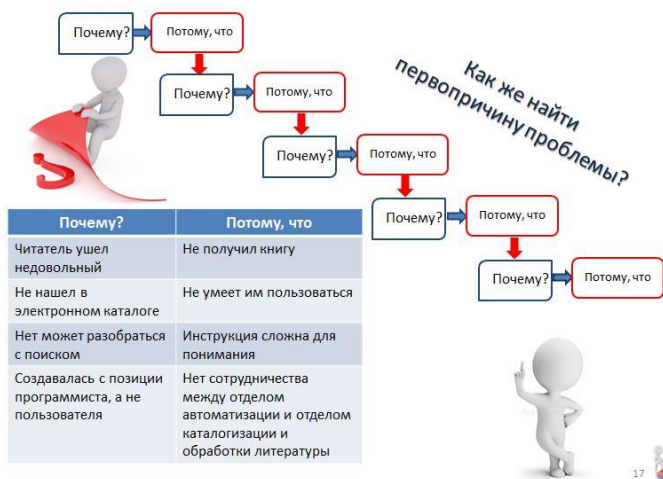 Почему?
Потому, что
Почему?
Потому, что
Почему?
Потому, что
Почему?
Потому, что
Почему?
Потому, что
Как же найти
первопричину проблемы?
Почему?
Потому, что
Читатель ушел
недовольный
Не получил книгу
Не нашел в
электронном каталоге
Не умеет им пользоваться
Нет может разобраться
с поиском
Инструкция сложна для
понимания
Создавалась с позиции
программиста, а не
пользователя
Нет сотрудничества
между отделом
автоматизации и отделом
каталогизации и
обработки литературы
17